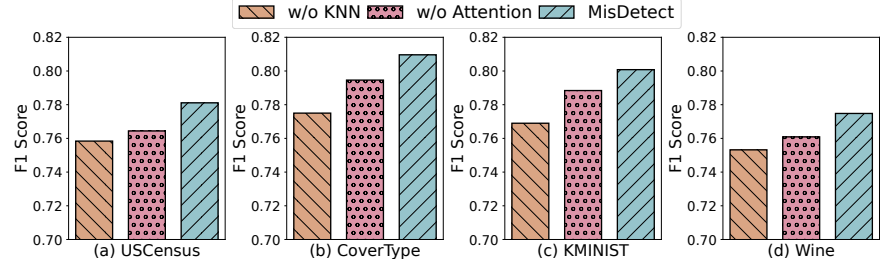 w/o KNN w/o Attention MisDetect
0.82 0.82 0.82 0.82
0.80 0.80 0.80 0.80
0.78 0.78 0.78 0.78
0.76 0.76 0.76 0.76
0.74 0.74 0.74 0.74
0.72 0.72 0.72 0.72
0.70 0.70 0.70 0.70
F1 Score F1 Score F1 Score F1 Score
(a) USCensus (b) CoverType (c) KMINIST (d) Wine